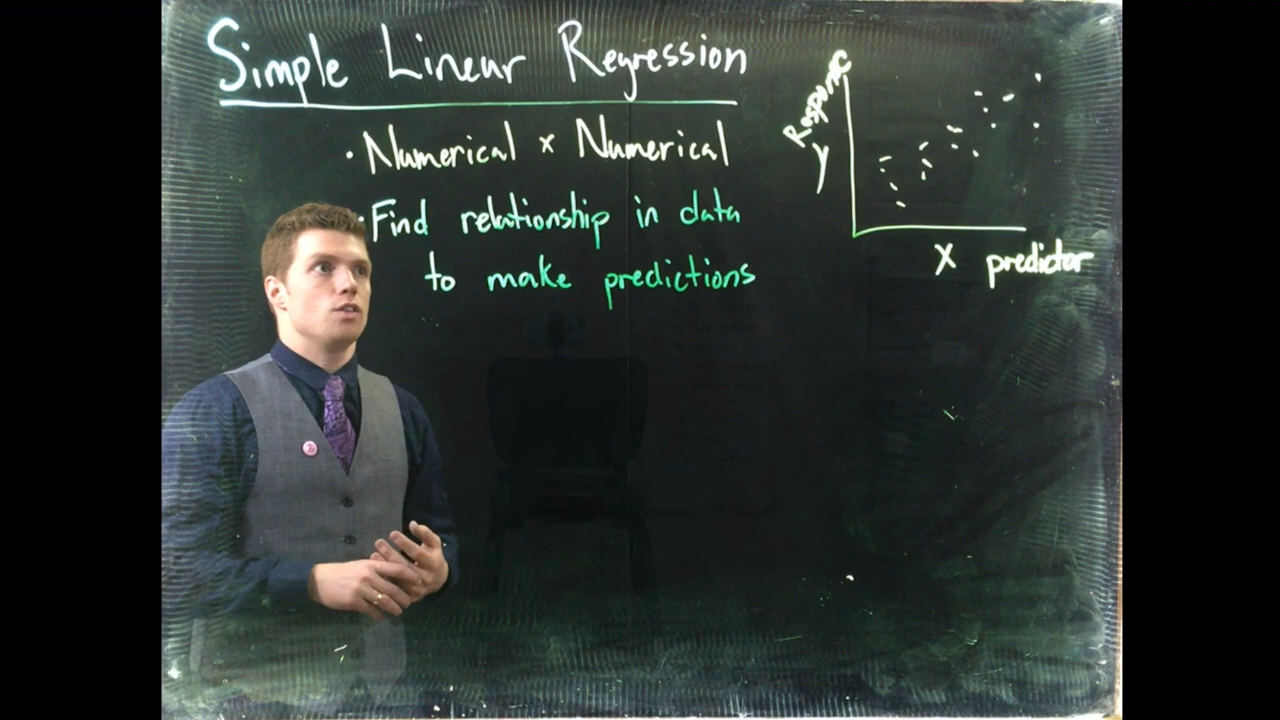 Simple Linear Regression
• Numerical x Numerical
• Find relationship in data
to make predictions
Response
Y
X predictor